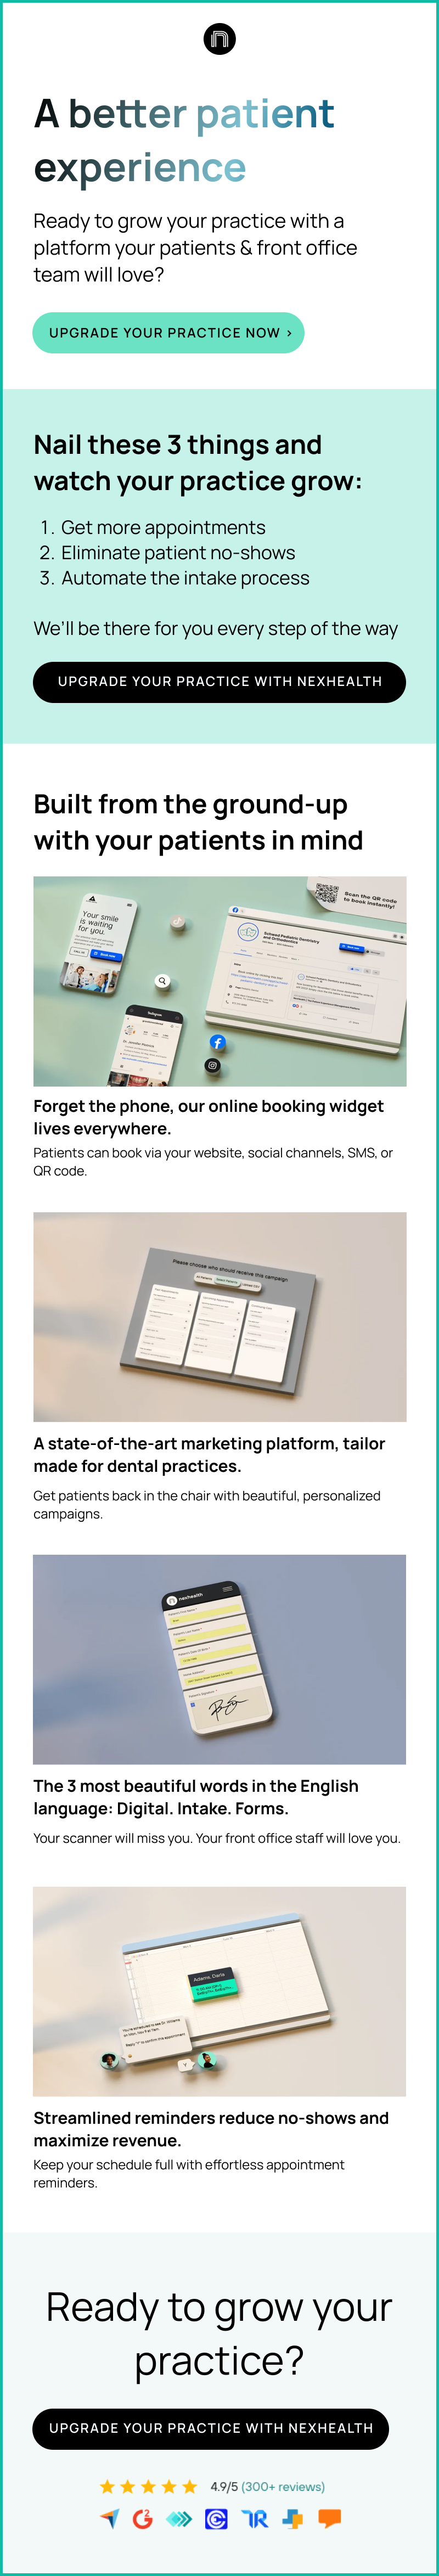 A better patient
experience
Ready to grow your practice with a
platform your patients & front office
team will love?
UPGRADE YOUR PRACTICE NOW ›
Nail these 3 things and
watch your practice grow:
1. Get more appointments
2. Eliminate patient no-shows
3. Automate the intake process
We'll be there for you every step of the way
UPGRADE YOUR PRACTICE WITH NEXHEALTH
Built from the ground-up
with your patients in mind
Scan the QR code
to book instantly!
Your smile
is waiting
for you.
Instagram
Forget the phone, our online booking widget
lives everywhere.
Patients can book via your website, social channels, SMS, or
QR code.
Please choose who should receive this campaign
A state-of-the-art marketing platform, tailor
made for dental practices.
Get patients back in the chair with beautiful, personalized
campaigns.
nexhealth
The 3 most beautiful words in the English
language: Digital. Intake. Forms.
Your scanner will miss you. Your front office staff will love you.
Adams, Darla
Streamlined reminders reduce no-shows and
maximize revenue.
Keep your schedule full with effortless appointment
reminders.
Ready to grow your
practice?
UPGRADE YOUR PRACTICE WITH NEXHEALTH
4.9/5 (300+ reviews)